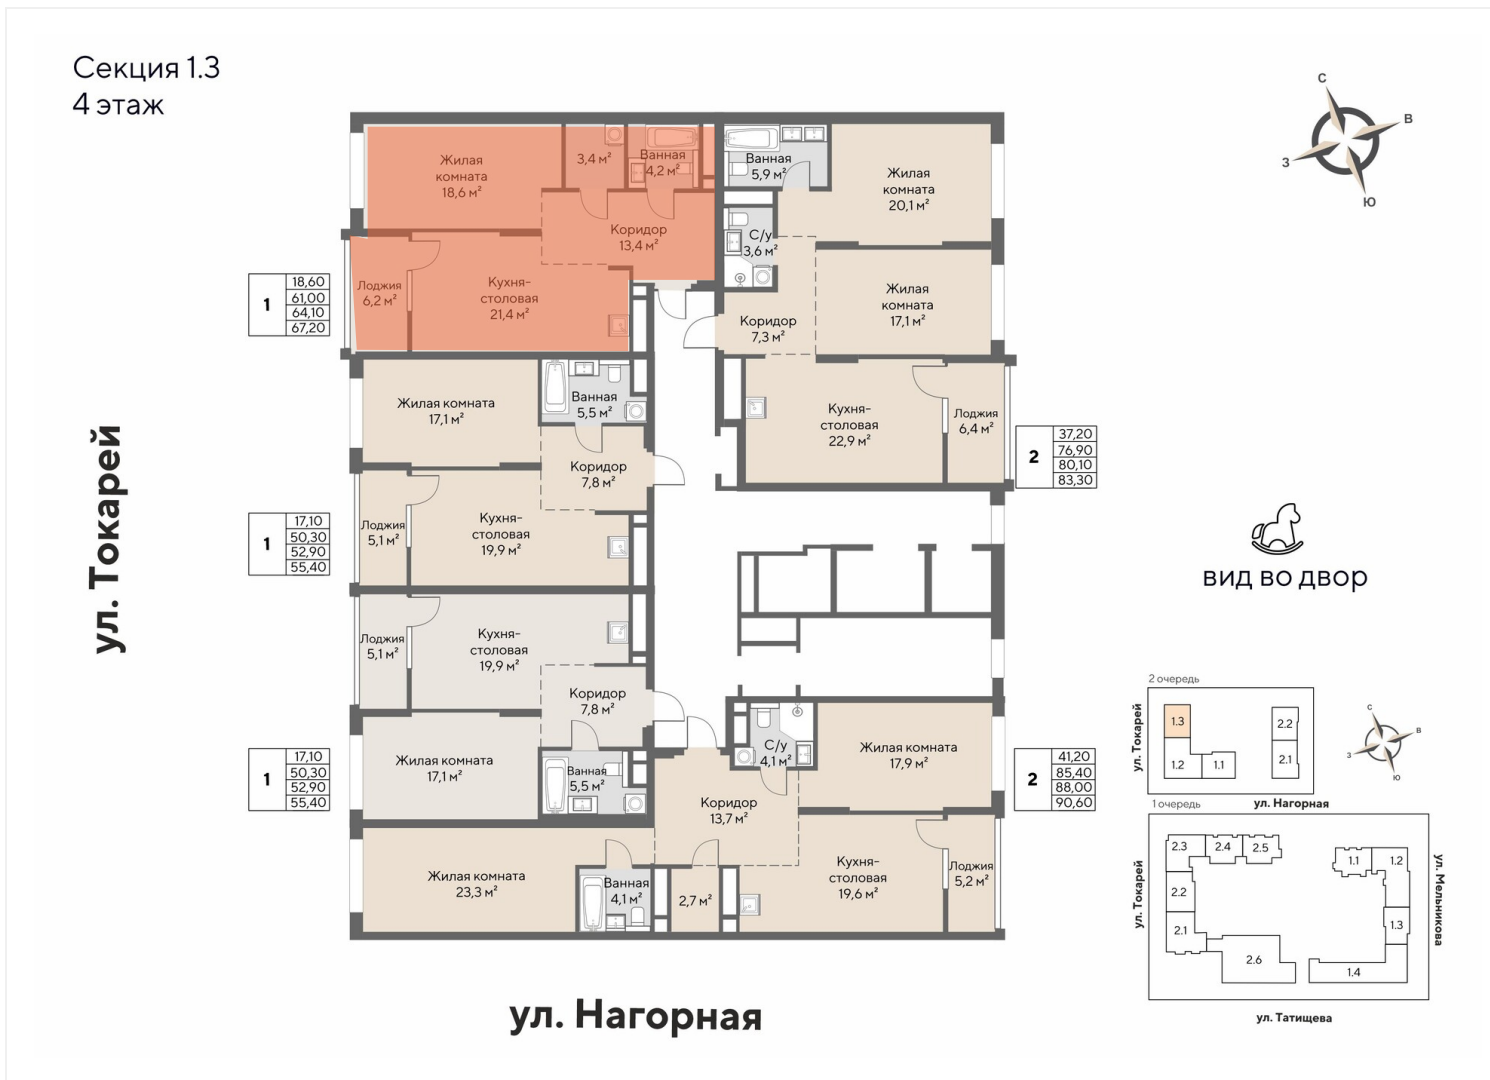 Секция 1.3
4 этаж
С
В
З
Ю
Жилая
комната
18,6 м²
3,4 м²
Ванная
4,2 м²
Коридор
13,4 м²
Лоджия
6,2 м²
Кухня-
столовая
21,4 м²
1
18,60
61,00
64,10
67,20
Ванная
5,9 м²
Жилая
комната
20,1 м²
С/у
3,6 м²
Жилая
комната
17,1 м²
Коридор
7,3 м²
Кухня-
столовая
22,9 м²
Лоджия
6,4 м²
2
37,20
76,90
80,10
83,30
Жилая комната
17,1 м²
Ванная
5,5 м²
Коридор
7,8 м²
Лоджия
5,1 м²
Кухня-
столовая
19,9 м²
1
17,10
50,30
52,90
55,40
ул. Токарей
вид во двор
Лоджия
5,1 м²
Кухня-
столовая
19,9 м²
Коридор
7,8 м²
Жилая комната
17,1 м²
Ванная
5,5 м²
1
17,10
50,30
52,90
55,40
С/у
4,1 м²
Жилая комната
17,9 м²
Коридор
13,7 м²
Жилая комната
23,3 м²
Ванная
4,1 м²
2,7 м²
Кухня-
столовая
19,6 м²
Лоджия
5,2 м²
2
41,20
85,40
88,00
90,60
ул. Нагорная
2 очередь
ул. Токарей
1.3
1.2
1.1
2.2
2.1
С
В
З
Ю
ул. Нагорная
1 очередь
ул. Токарей
2.3
2.4
2.5
1.1
1.2
2.2
2.1
1.3
2.6
1.4
ул. Мельникова
ул. Татищева